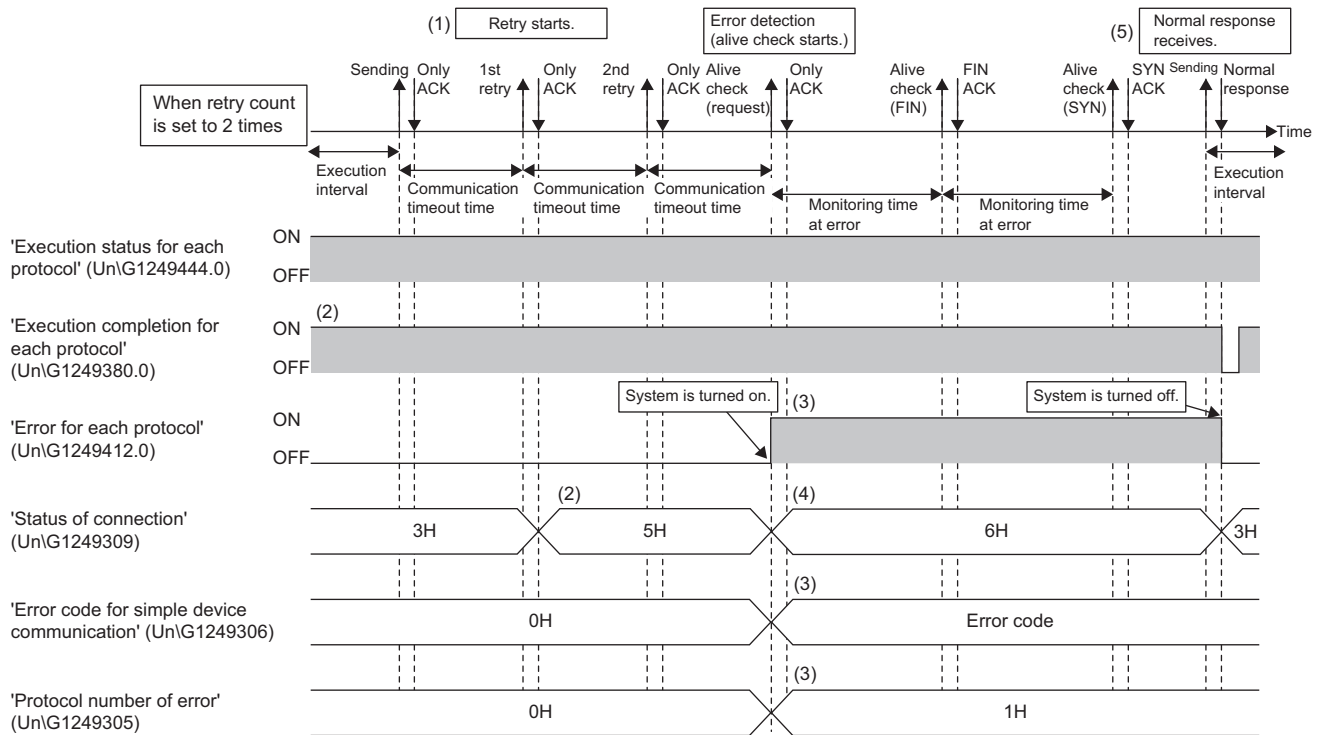 (1) Retry starts.
Error detection
(alive check starts.)
(5) Normal response
receives.
When retry count
is set to 2 times
Sending
Only
ACK
1st
retry
Only
ACK
2nd
retry
Only
ACK
Alive
check
(request)
Only
ACK
Alive
check
(FIN)
FIN
ACK
Alive
check
(SYN)
SYN
ACK
Sending
Normal
response
Time
Execution
interval
Communication
timeout time
Communication
timeout time
Communication
timeout time
Monitoring time
at error
Monitoring time
at error
Execution
interval
'Execution status for each
protocol' (Un\G1249444.0)
ON
OFF
'Execution completion for
each protocol'
(Un\G1249380.0)
ON
OFF
(2)
'Error for each protocol'
(Un\G1249412.0)
ON
OFF
System is turned on.
(3)
System is turned off.
'Status of connection'
(Un\G1249309)
3H
(2)
5H
(4)
6H
3H
'Error code for simple device
communication' (Un\G1249306)
0H
(3)
Error code
'Protocol number of error'
(Un\G1249305)
0H
(3)
1H